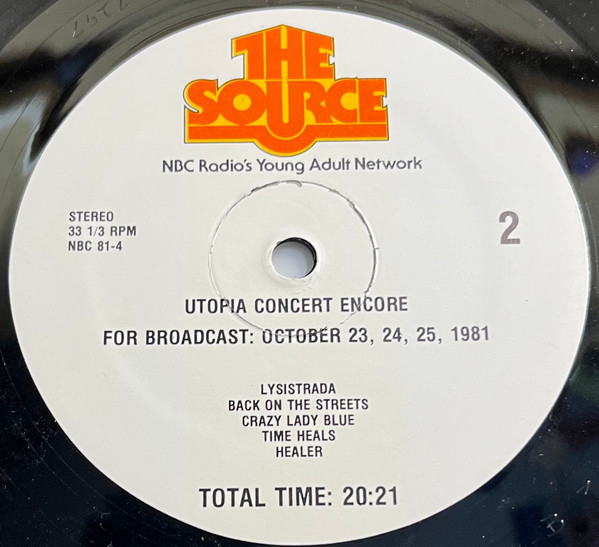 THE
SOURCE
NBC Radio's Young Adult Network
STEREO
33 1/3 RPM
NBC 81-4
2
UTOPIA CONCERT ENCORE
FOR BROADCAST: OCTOBER 23, 24, 25, 1981
LYSISTRADA
BACK ON THE STREETS
CRAZY LADY BLUE
TIME HEALS
HEALER
TOTAL TIME: 20:21